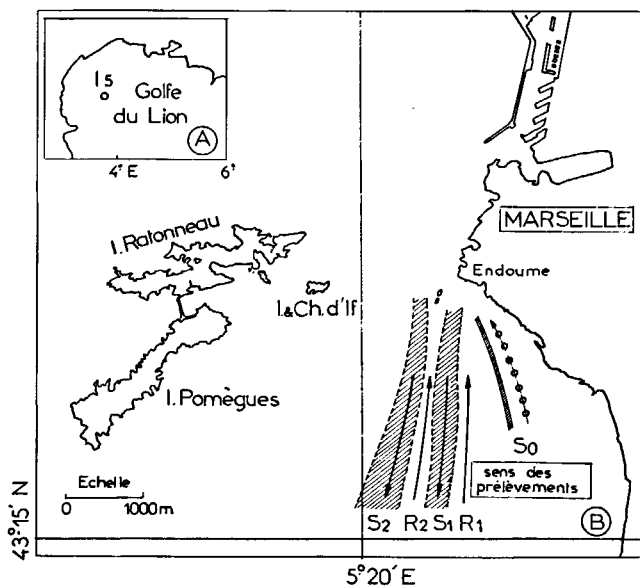 I 5
Golfe
du Lion
A
4° E
6°
I. Ratonneau
I.&Ch. d'If
I. Pomègues
MARSEILLE
Endoume
Echelle
0 1000m
S0
sens des
prélèvements
S2 R2 S1 R1
B
43°15' N
5°20' E